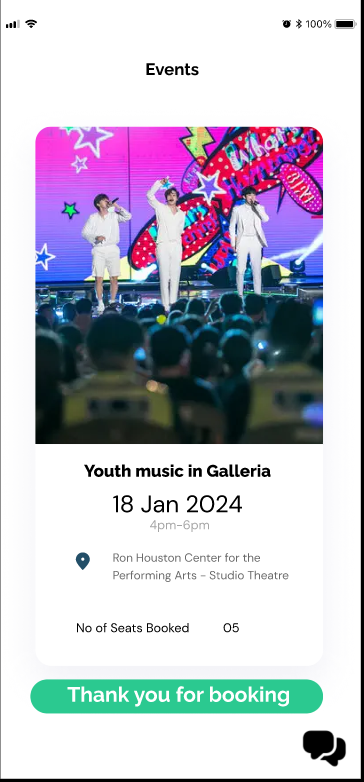 100%
Events
What's
Youth music in Galleria
18 Jan 2024
4pm-6pm
Ron Houston Center for the
Performing Arts - Studio Theatre
No of Seats Booked 05
Thank you for booking